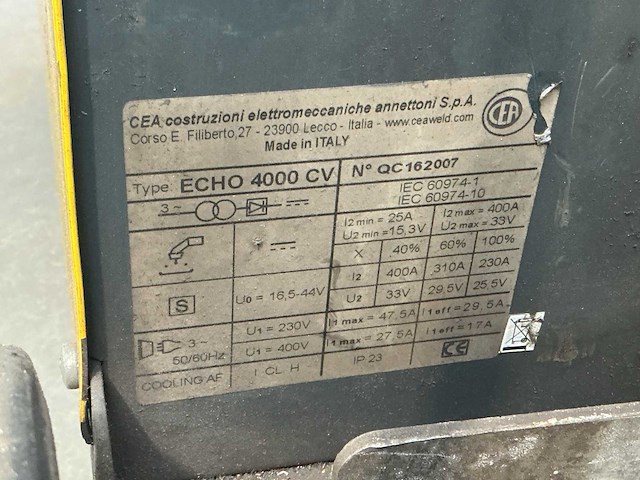 CEA costruzioni elettromeccaniche annettoni S.p.A.
Corso E. Filiberto,27 - 23900 Lecco - Italia - www.ceaweld.com
Made in ITALY
CEA
Type: ECHO 4000 CV N° QC162007
3~ IEC 60974-1
IEC 60974-10
I2 min = 25A I2 max = 400A
U2 min = 15,3V U2 max = 33V
X 40% 60% 100%
I2 400A 310A 230A
S U0 = 16,5-44V U2 33V 29,5V 25,5V
3~ U1 = 230V I1 max = 47,5A I1 eff = 29,5A
50/60Hz U1 = 400V I1 max = 27,5A I1 eff = 17A
COOLING AF I CL H IP 23 CE